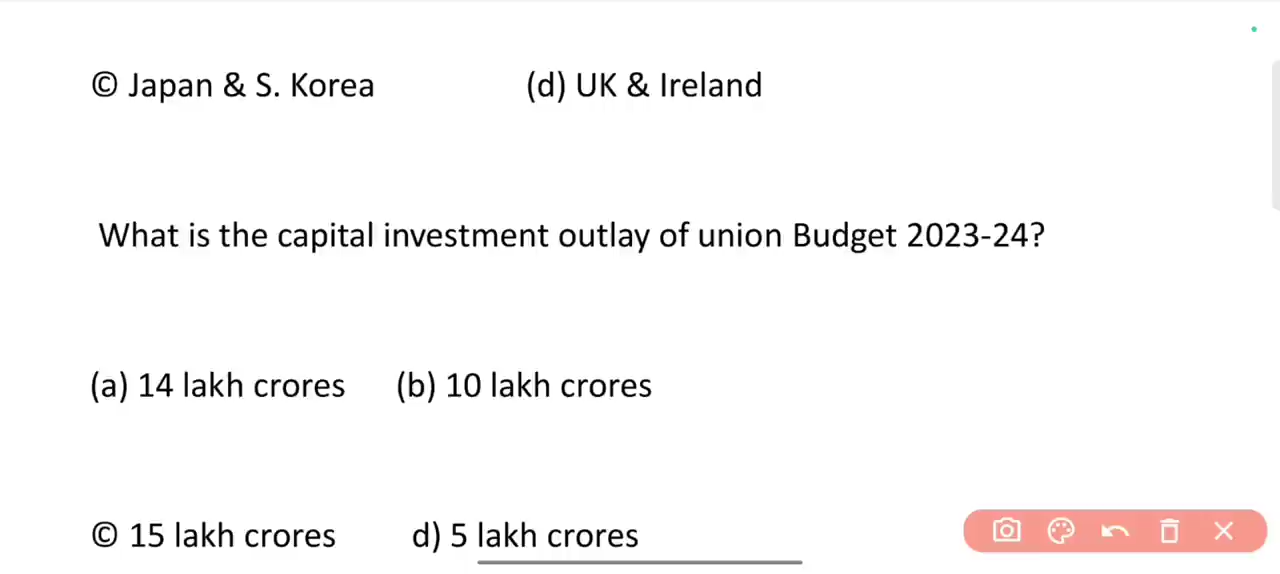 © Japan & S. Korea (d) UK & Ireland
What is the capital investment outlay of union Budget 2023-24?
(a) 14 lakh crores (b) 10 lakh crores
© 15 lakh crores d) 5 lakh crores